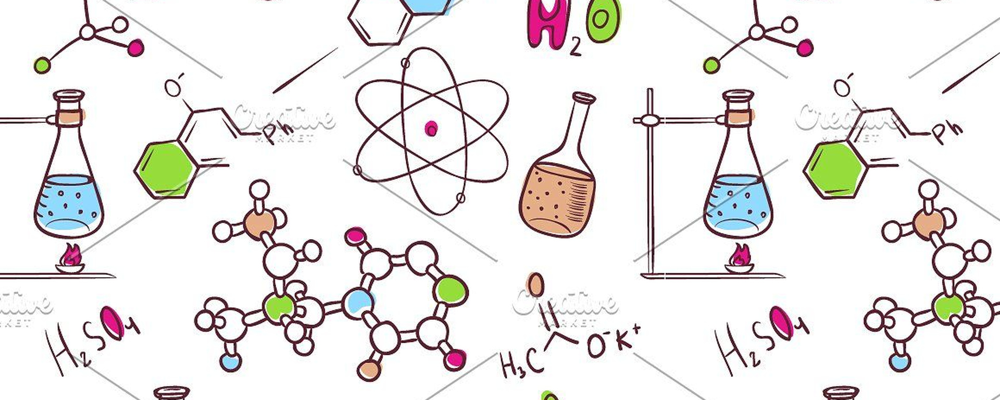 H₂O
O⁻
Ph
O⁻
Ph
Creative
MARKET
Creative
MARKET
Creative
MARKET
H₂SO₄
H₃C O⁻K⁺
H₂SO₄